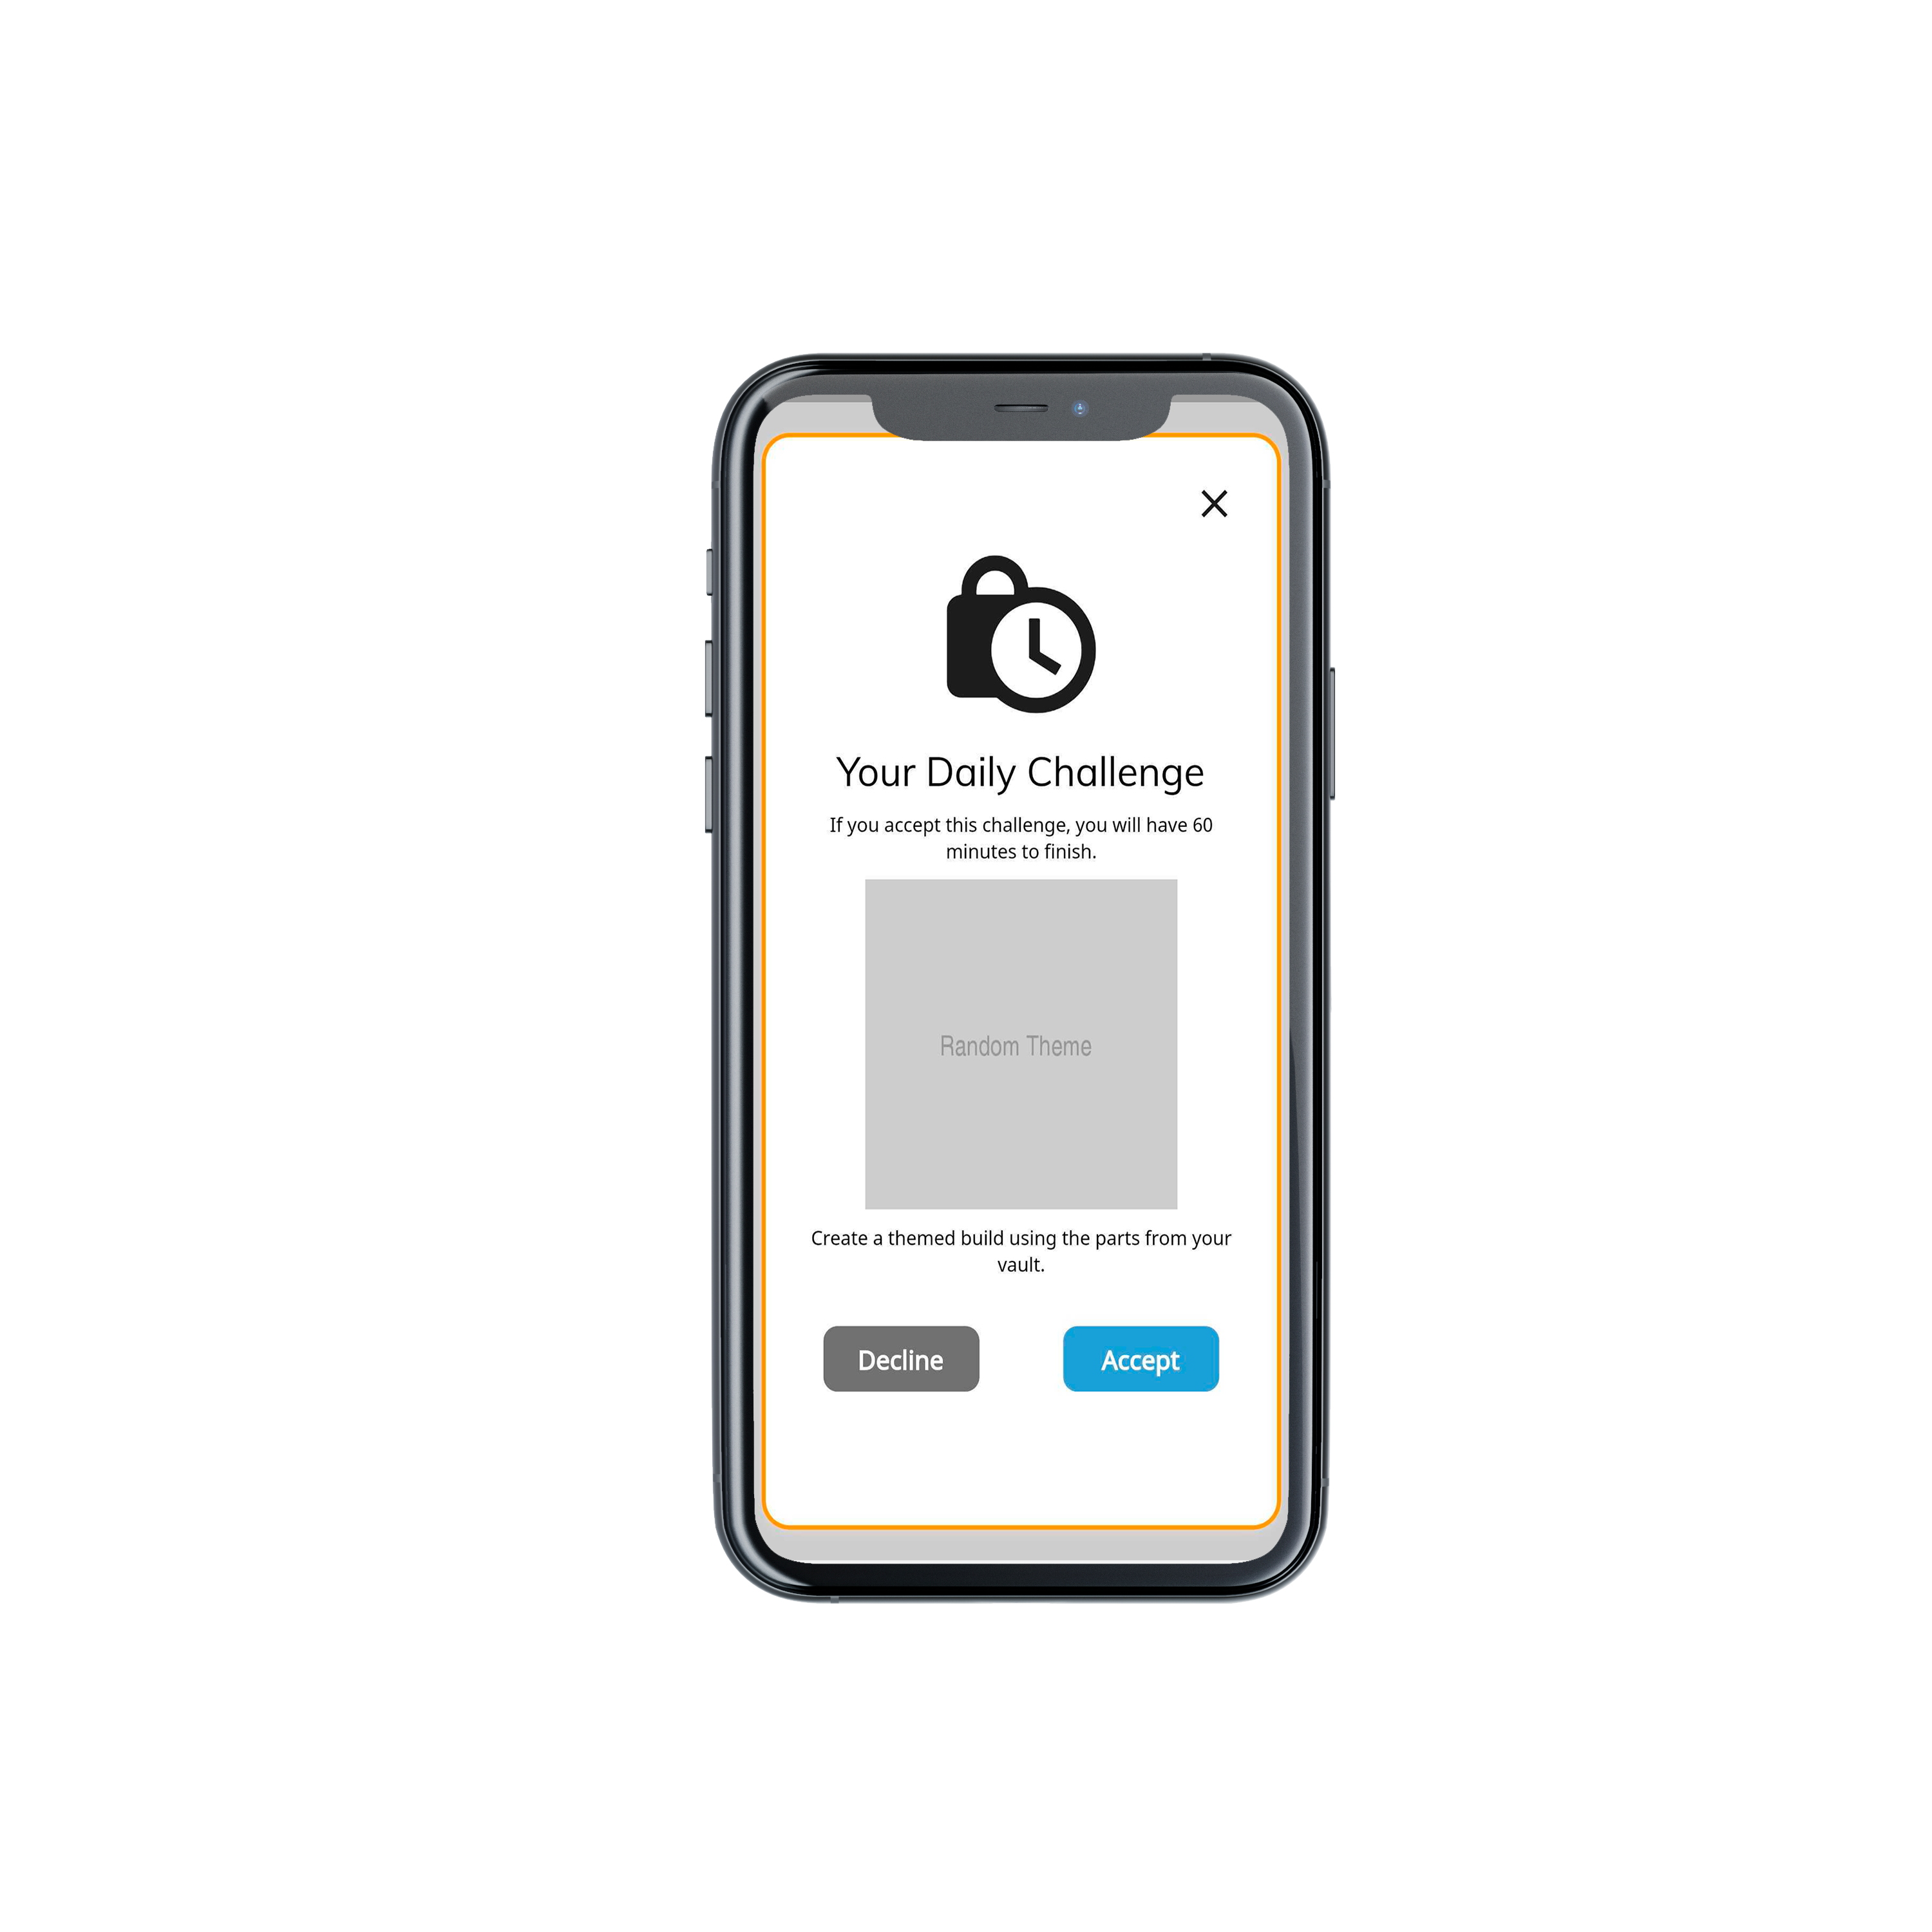 Your Daily Challenge
If you accept this challenge, you will have 60
minutes to finish.
Random Theme
Create a themed build using the parts from your
vault.
Decline
Accept